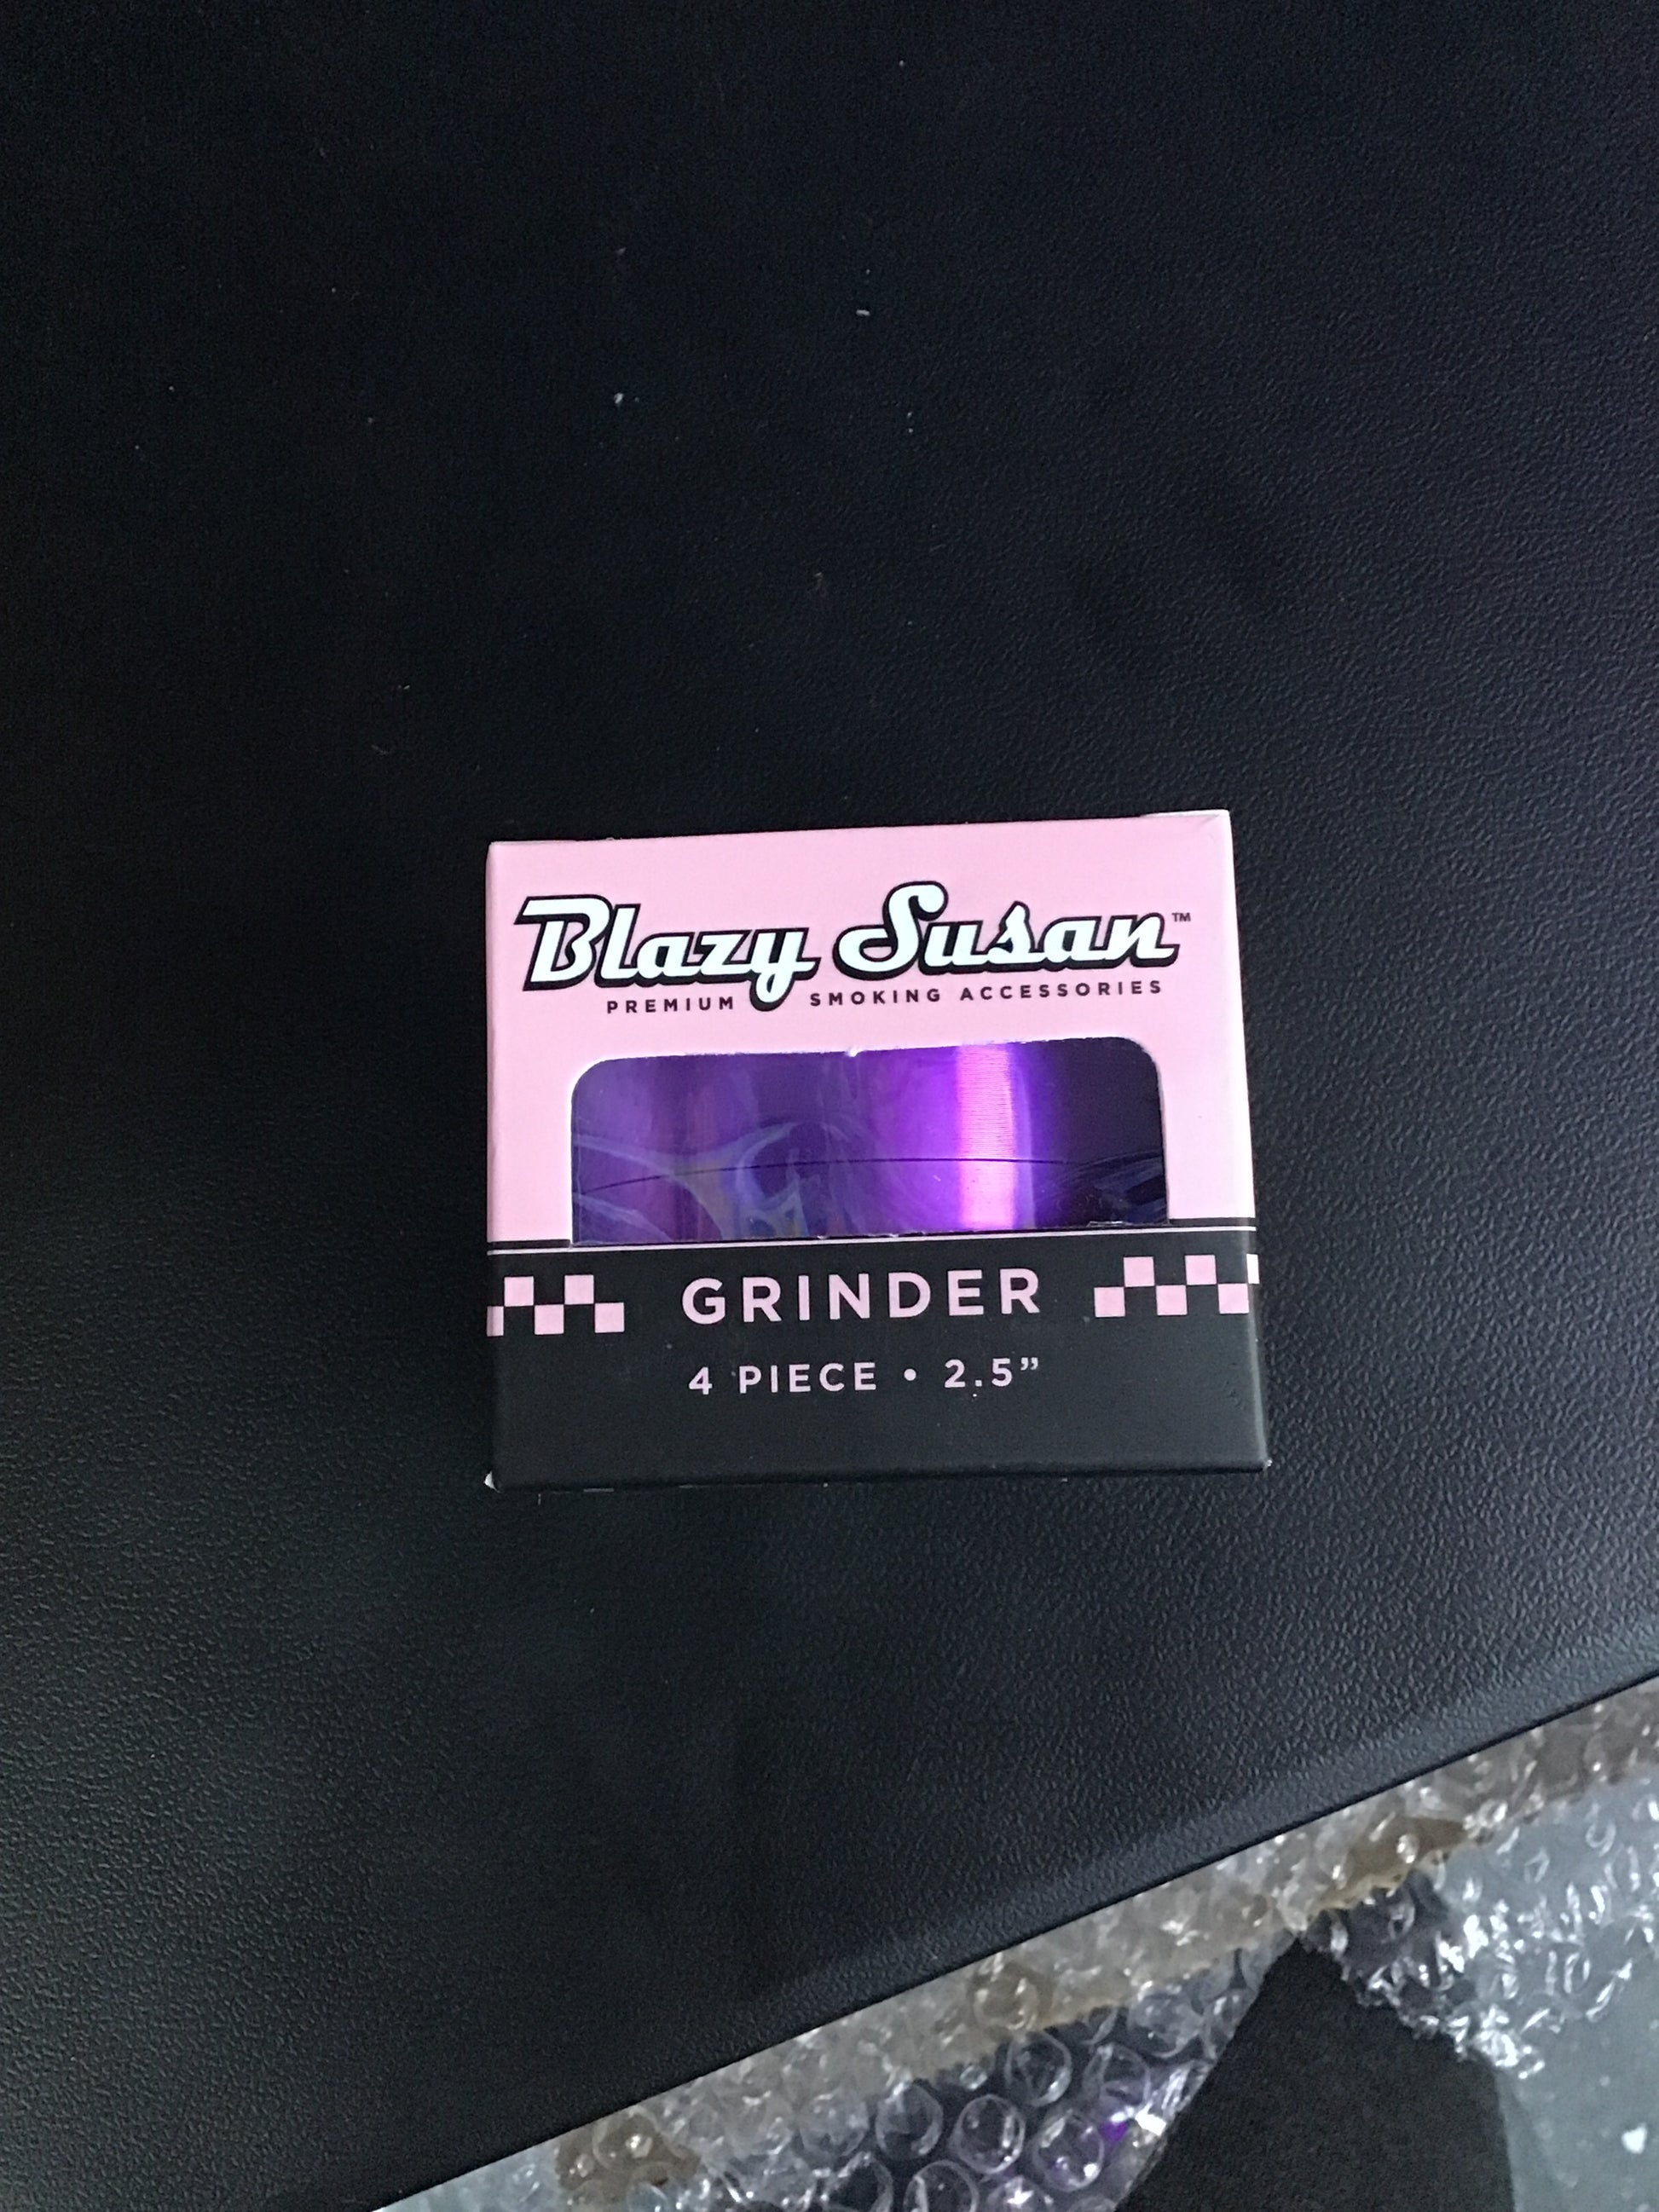 Blazy Susan™
PREMIUM SMOKING ACCESSORIES
GRINDER
4 PIECE • 2.5”